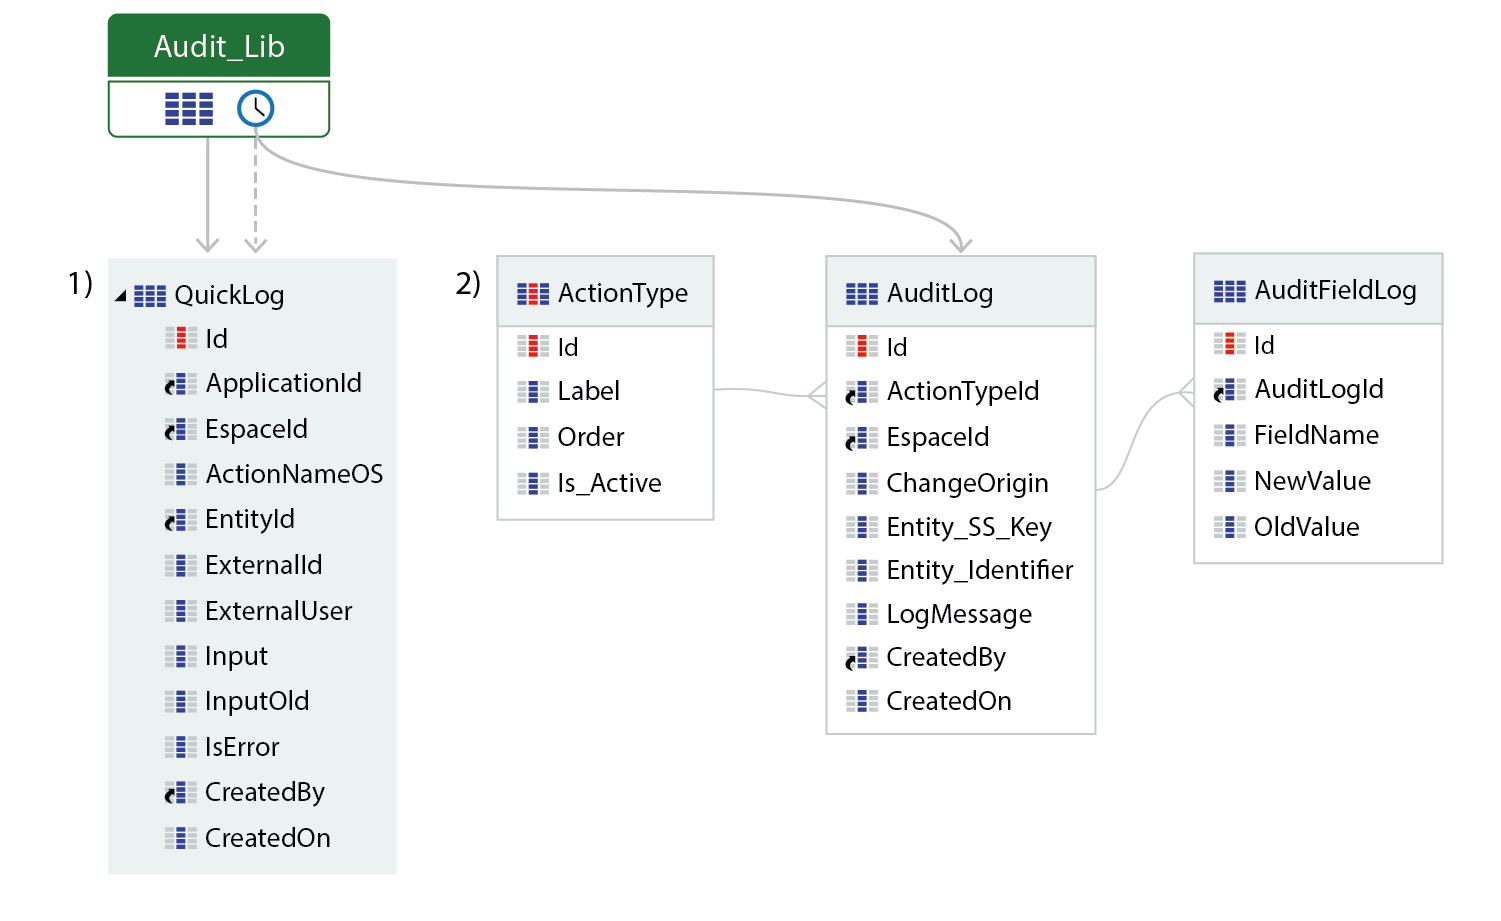 Audit_Lib
1)
QuickLog
Id
ApplicationId
EspaceId
ActionNameOS
EntityId
ExternalId
ExternalUser
Input
InputOld
IsError
CreatedBy
CreatedOn
2)
ActionType
Id
Label
Order
Is_Active
AuditLog
Id
ActionTypeId
EspaceId
ChangeOrigin
Entity_SS_Key
Entity_Identifier
LogMessage
CreatedBy
CreatedOn
AuditFieldLog
Id
AuditLogId
FieldName
NewValue
OldValue